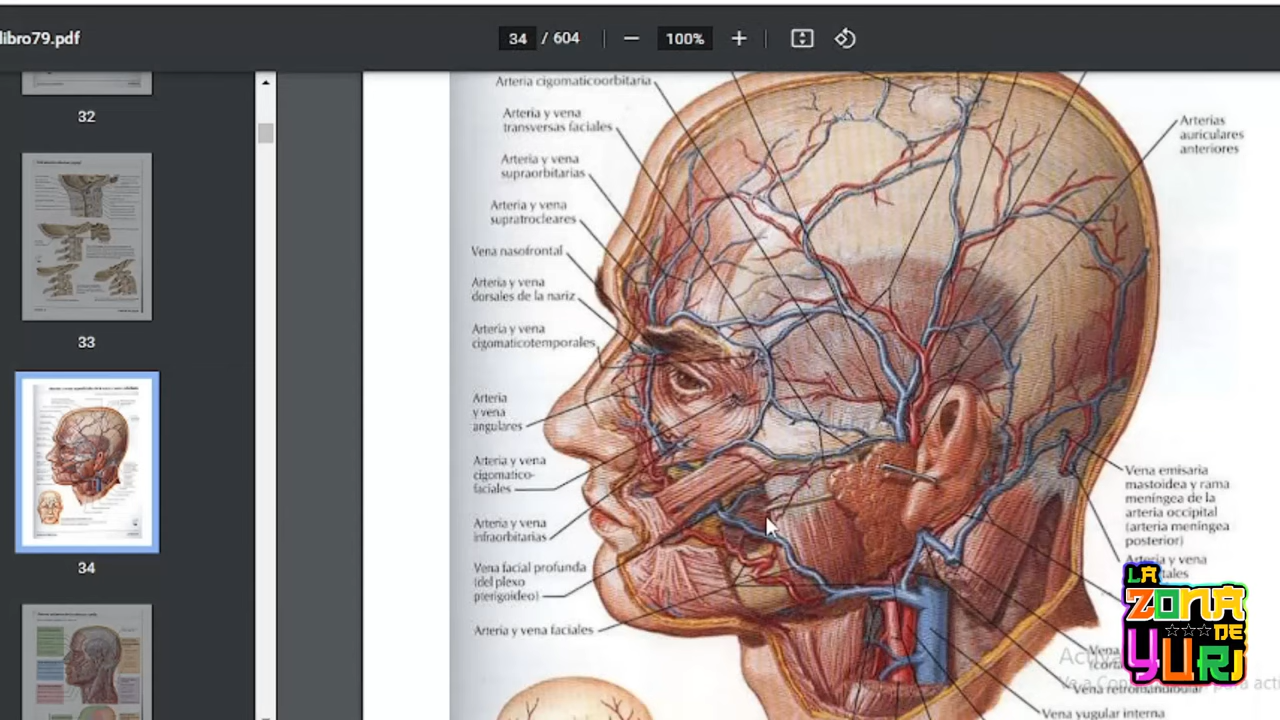 libro79.pdf
34 / 604
100%
32
33
34
Arteria cigomaticoorbitaria
Arteria y vena
transversas faciales
Arteria y vena
supraorbitarias
Arteria y vena
supratrocleares
Vena nasofrontal
Arteria y vena
dorsales de la nariz
Arteria y vena
cigomaticotemporales
Arteria
y vena
angulares
Arteria y vena
cigomatico-
faciales
Arteria y vena
infraorbitarias
Vena facial profunda
(del plexo
pterigoideo)
Arteria y vena faciales
Arterias
auriculares
anteriores
Vena emisaria
mastoidea y rama
meníngea de la
arteria occipital
(arteria meníngea
posterior)
Arteria y vena
Vena
Vena retromandibular
Vena yugular interna
LA
ZONA
DE
YURI